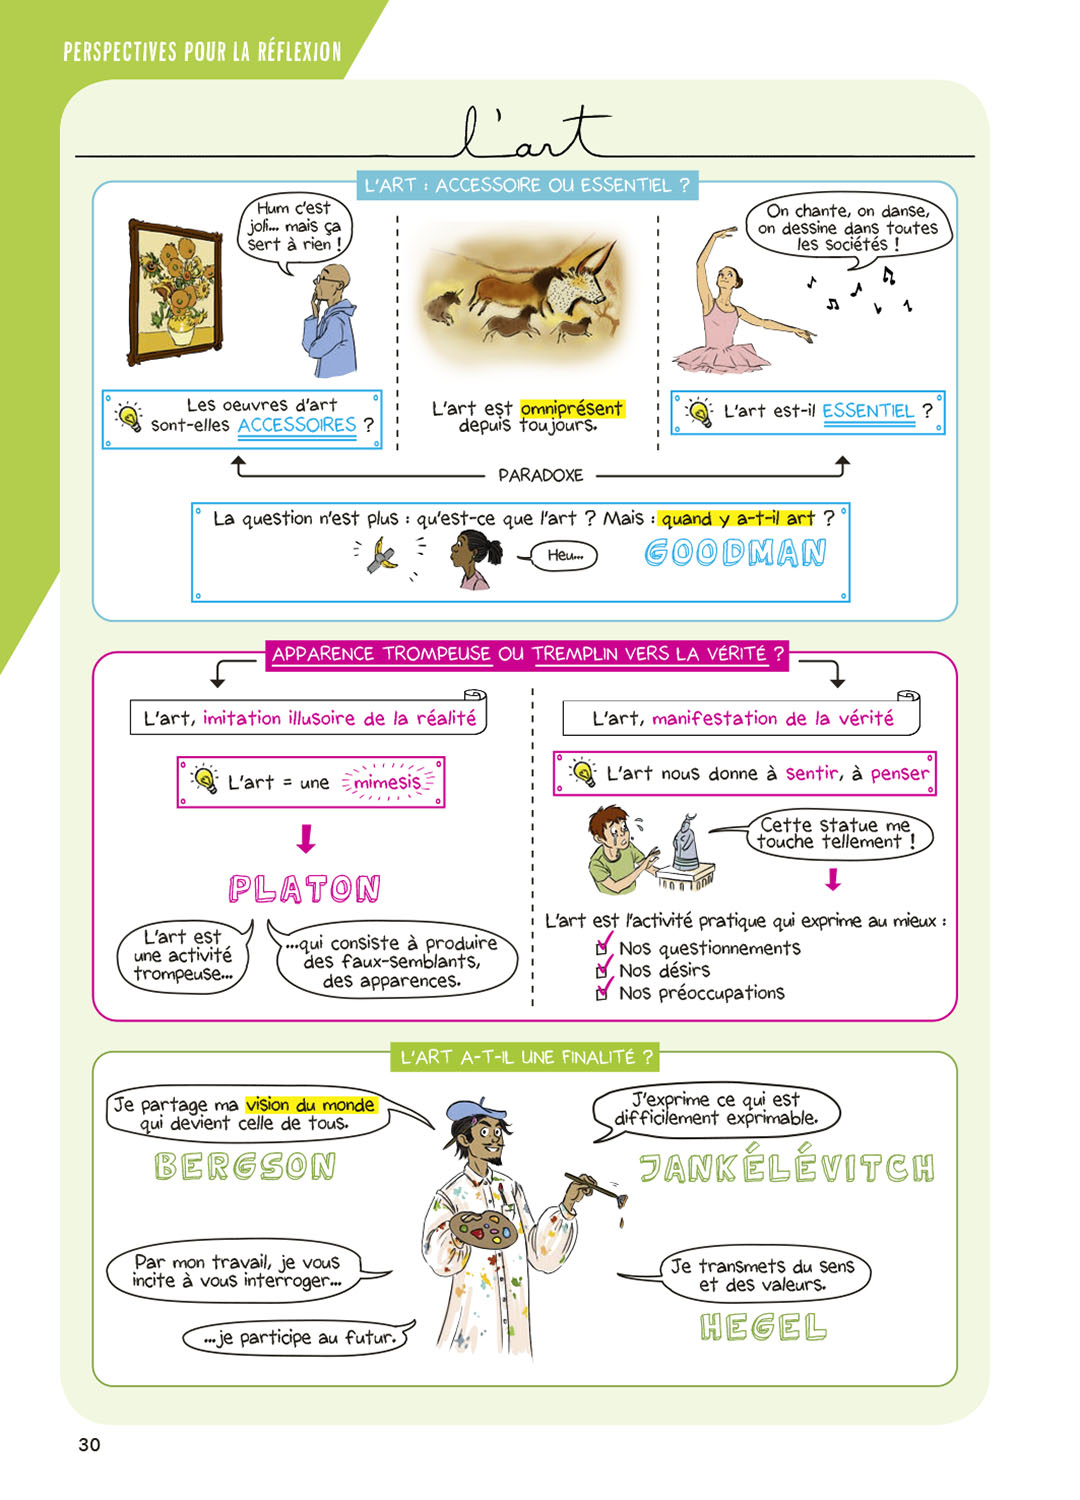 PERSPECTIVES POUR LA RÉFLEXION
l'art
L'ART : ACCESSOIRE OU ESSENTIEL ?
Hum c'est
joli... mais ça
sert à rien !
On chante, on danse,
on dessine dans toutes
les sociétés !
Les oeuvres d'art
sont-elles ACCESSOIRES ?
L'art est omniprésent
depuis toujours.
L'art est-il ESSENTIEL ?
PARADOXE
La question n'est plus : qu'est-ce que l'art ? Mais : quand y a-t-il art ?
Heu...
GOODMAN
APPARENCE TROMPEUSE OU TREMPLIN VERS LA VÉRITÉ ?
L'art, imitation illusoire de la réalité
L'art = une mimesis
PLATON
L'art est
une activité
trompeuse...
...qui consiste à produire
des faux-semblants,
des apparences.
L'art, manifestation de la vérité
L'art nous donne à sentir, à penser
Cette statue me
touche tellement !
L'art est l'activité pratique qui exprime au mieux :
Nos questionnements
Nos désirs
Nos préoccupations
L'ART A-T-IL UNE FINALITÉ ?
Je partage ma vision du monde
qui devient celle de tous.
BERGSON
J'exprime ce qui est
difficilement exprimable.
JANKÉLÉVITCH
Par mon travail, je vous
incite à vous interroger...
...je participe au futur.
Je transmets du sens
et des valeurs.
HEGEL
30